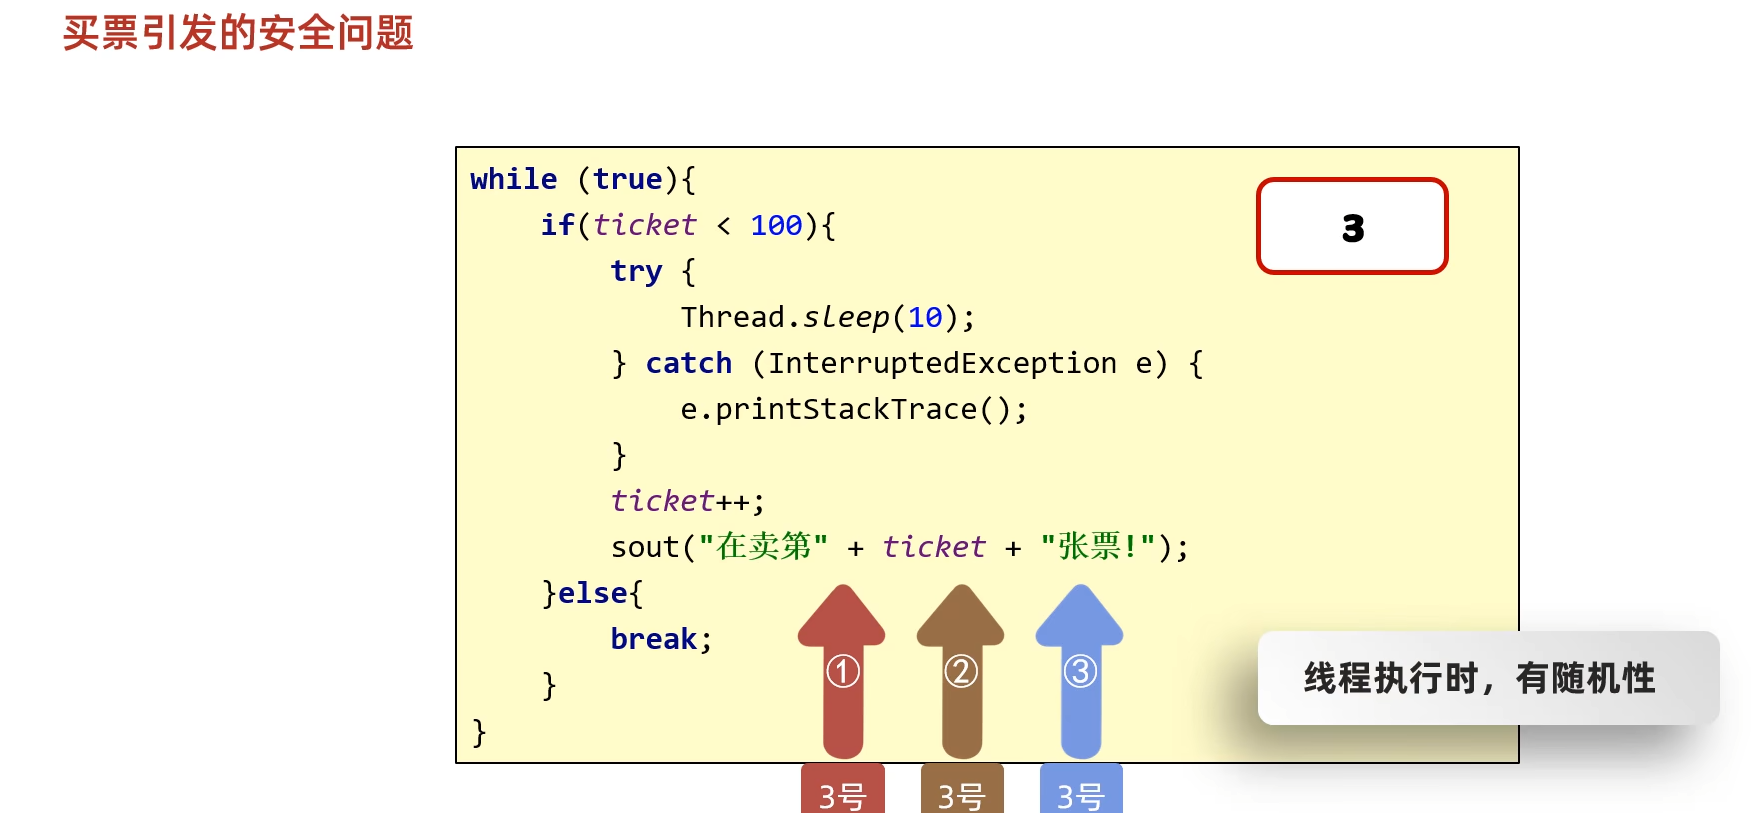 买票引发的安全问题
while (true){
if(ticket < 100){
try {
Thread.sleep(10);
} catch (InterruptedException e) {
e.printStackTrace();
}
ticket++;
sout("在卖第" + ticket + "张票!");
}else{
break;
}
}
3
① ② ③
3号 3号 3号
线程执行时，有随机性